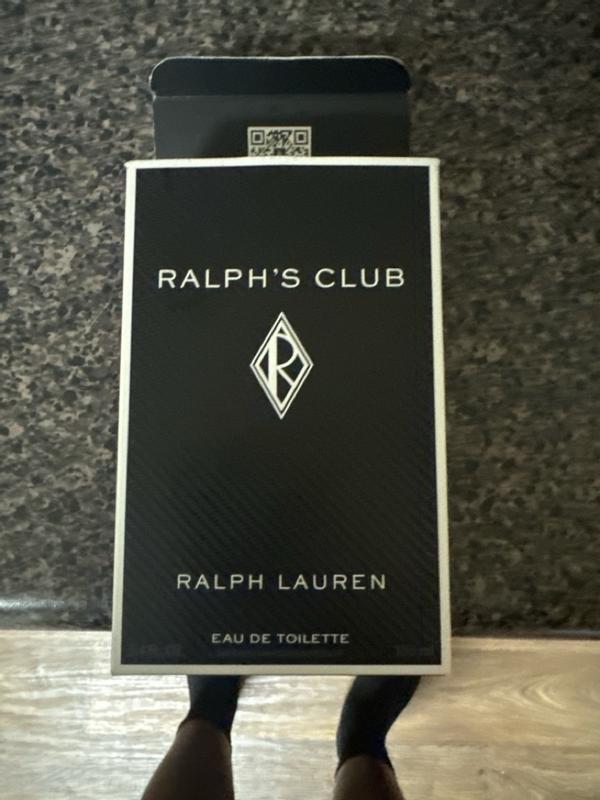 RALPH'S CLUB
R
RALPH LAUREN
EAU DE TOILETTE